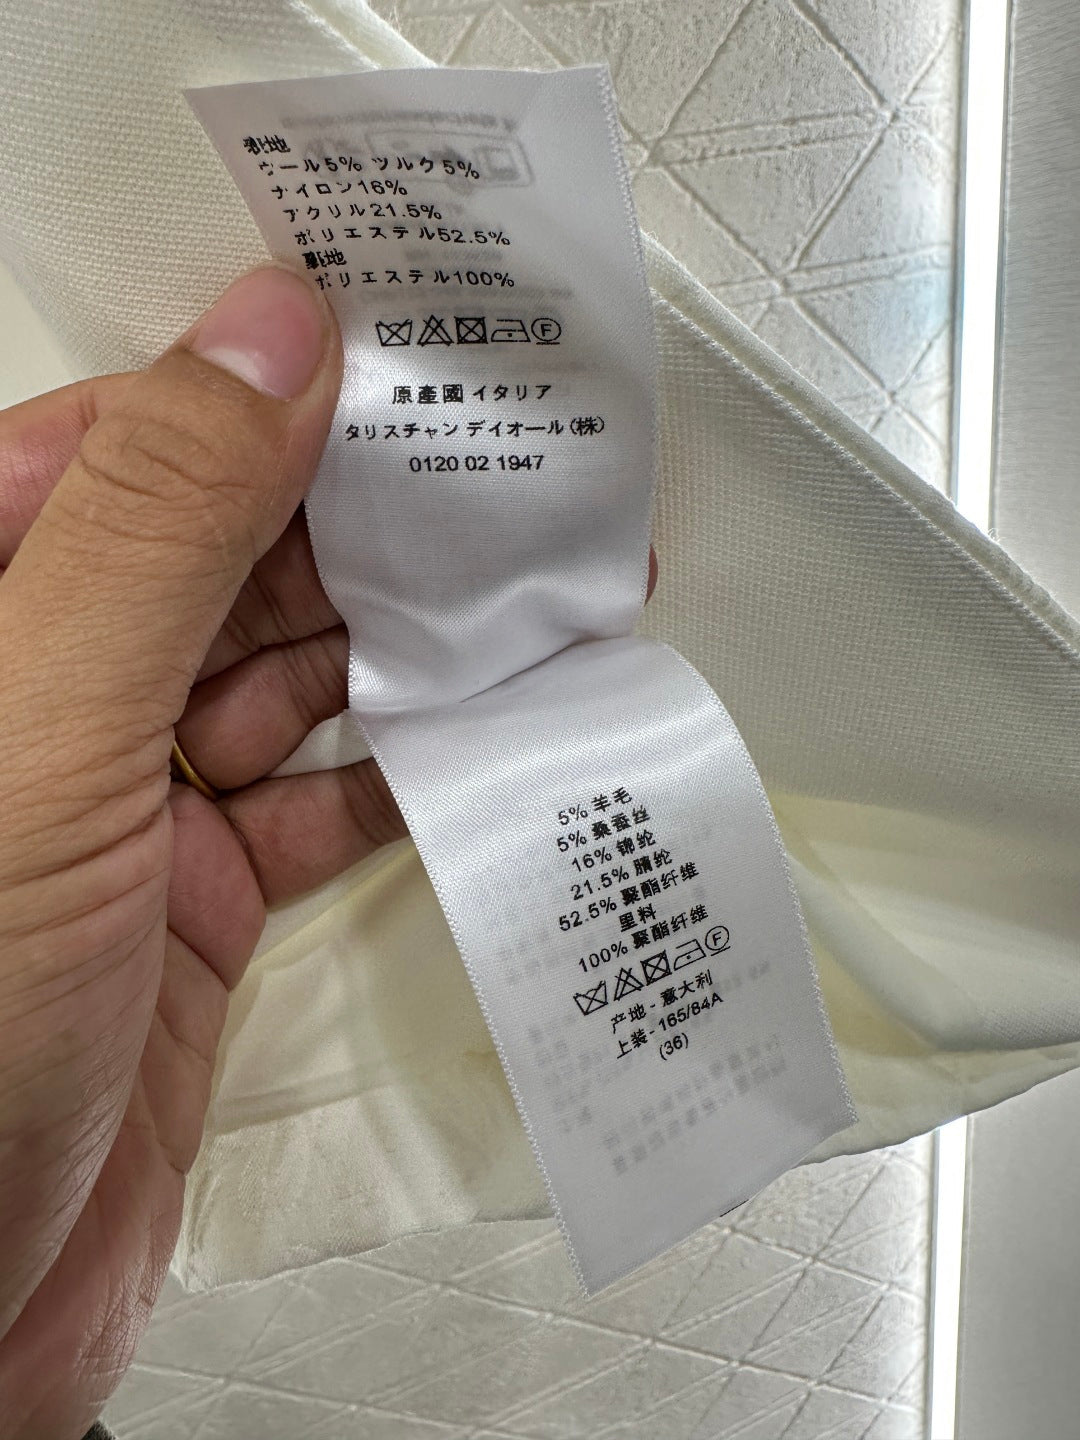 表地
ウール5% ツルク5%
ナイロン16%
アクリル21.5%
ポリエステル52.5%
裏地
ポリエステル100%
F
原產國 イタリア
タリスチャン デイオール(株)
0120 02 1947
5% 羊毛
5% 桑蚕丝
16% 锦纶
21.5% 腈纶
52.5% 聚酯纤维
里料
100% 聚酯纤维
F
产地 - 意大利
上装- 165/84A
(36)